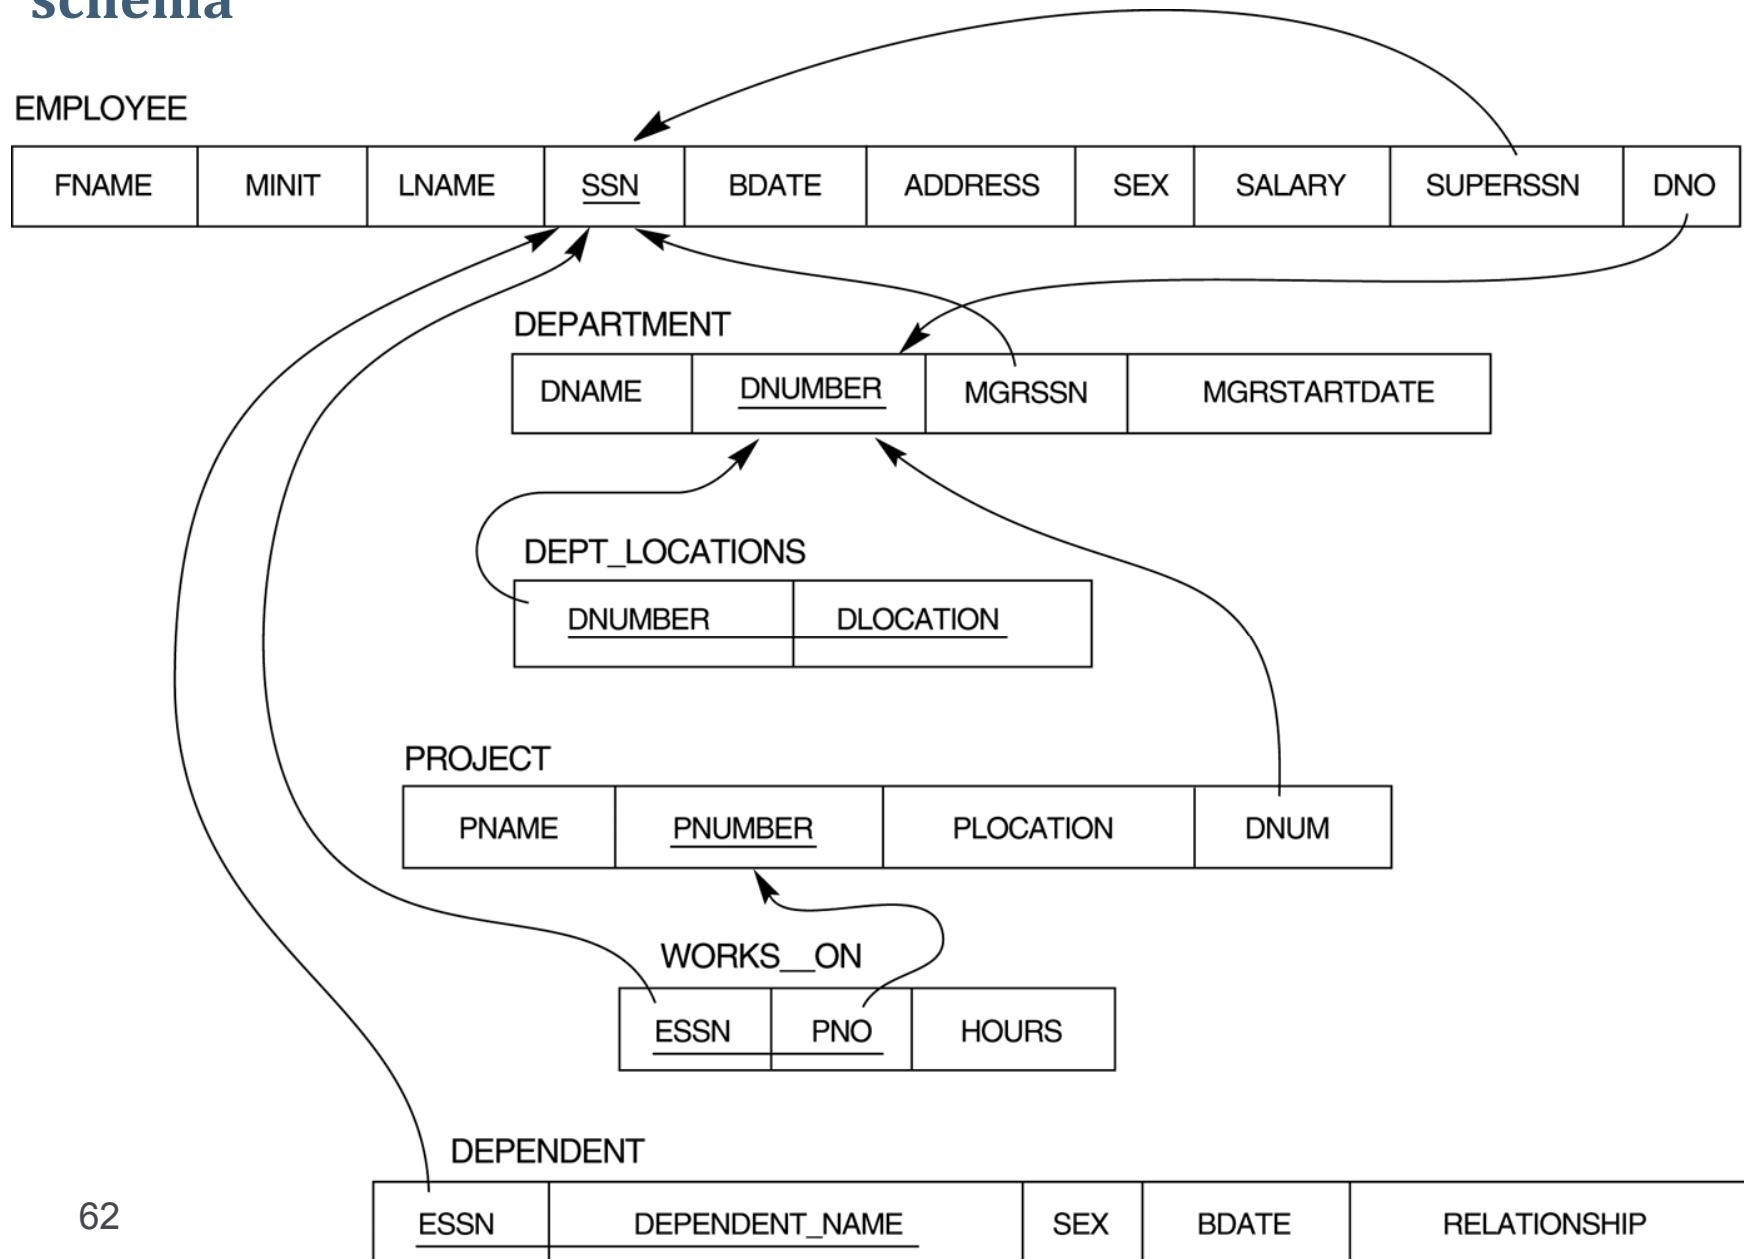 schema
EMPLOYEE
FNAME MINIT LNAME SSN BDATE ADDRESS SEX SALARY SUPERSSN DNO
DEPARTMENT
DNAME DNUMBER MGRSSN MGRSTARTDATE
DEPT_LOCATIONS
DNUMBER DLOCATION
PROJECT
PNAME PNUMBER PLOCATION DNUM
WORKS__ON
ESSN PNO HOURS
DEPENDENT
ESSN DEPENDENT_NAME SEX BDATE RELATIONSHIP
62